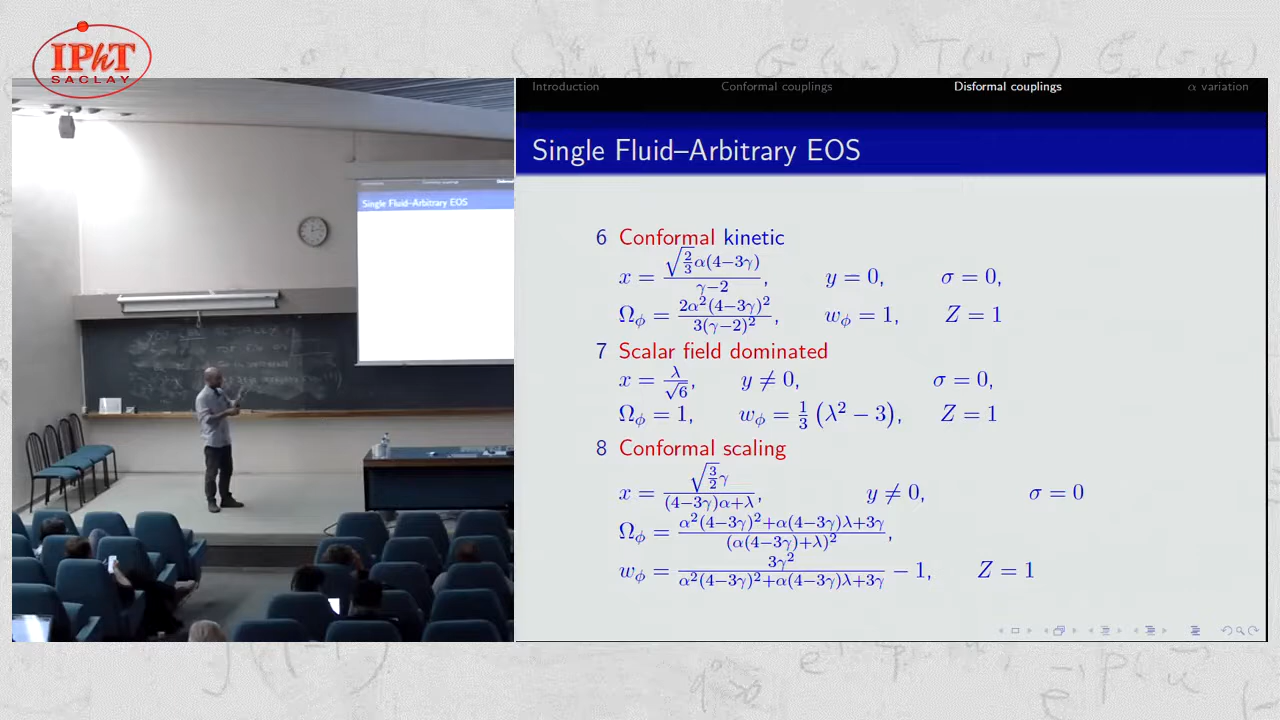 IPhT
SACLAY
Introduction Conformal couplings Disformal couplings α variation
Single Fluid–Arbitrary EOS
Single Fluid–Arbitrary EOS
6 Conformal kinetic
x = √(2/3)α(4−3γ)/(γ−2), y = 0, σ = 0,
Ω_ϕ = 2α²(4−3γ)²/(3(γ−2)²), w_ϕ = 1, Z = 1
7 Scalar field dominated
x = λ/√6, y ≠ 0, σ = 0,
Ω_ϕ = 1, w_ϕ = 1/3 (λ² − 3), Z = 1
8 Conformal scaling
x = √(3/2)γ/((4−3γ)α+λ), y ≠ 0, σ = 0
Ω_ϕ = (α²(4−3γ)²+α(4−3γ)λ+3γ)/(α(4−3γ)+λ)²,
w_ϕ = 3γ²/(α²(4−3γ)²+α(4−3γ)λ+3γ) − 1, Z = 1